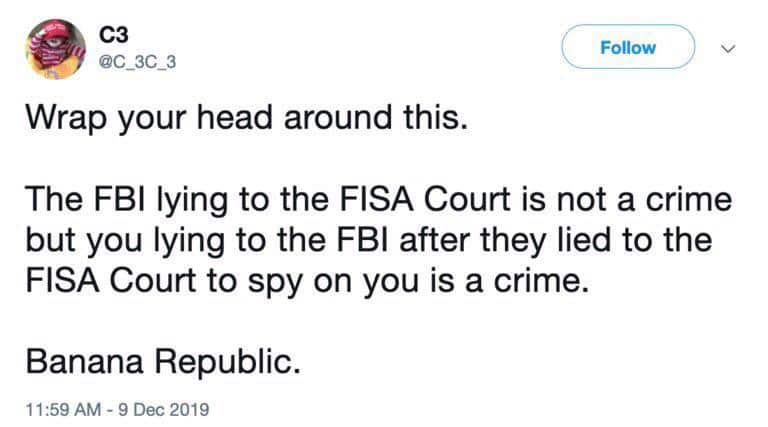 C3
@C_3C_3
Follow
Wrap your head around this.
The FBI lying to the FISA Court is not a crime
but you lying to the FBI after they lied to the
FISA Court to spy on you is a crime.
Banana Republic.
11:59 AM - 9 Dec 2019